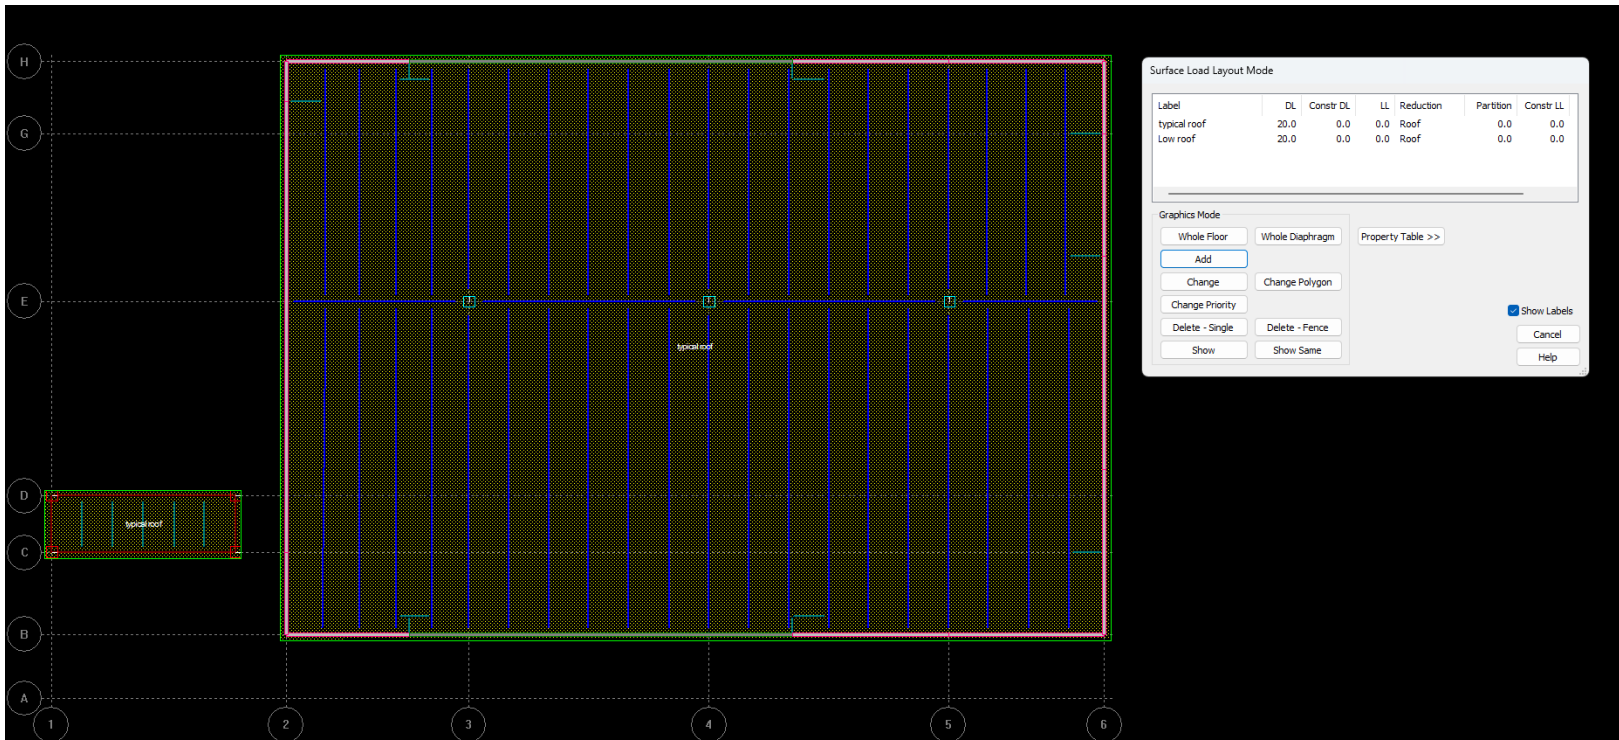 H
G
E
D
C
B
A
1
2
3
4
5
6
typical roof
typical roof
Surface Load Layout Mode
Label DL Constr DL LL Reduction Partition Constr LL
typical roof 20.0 0.0 0.0 Roof 0.0 0.0
Low roof 20.0 0.0 0.0 Roof 0.0 0.0
Graphics Mode
Whole Floor Whole Diaphragm Property Table >>
Add
Change Change Polygon
Change Priority
Show Labels
Delete - Single Delete - Fence
Cancel
Show Show Same
Help